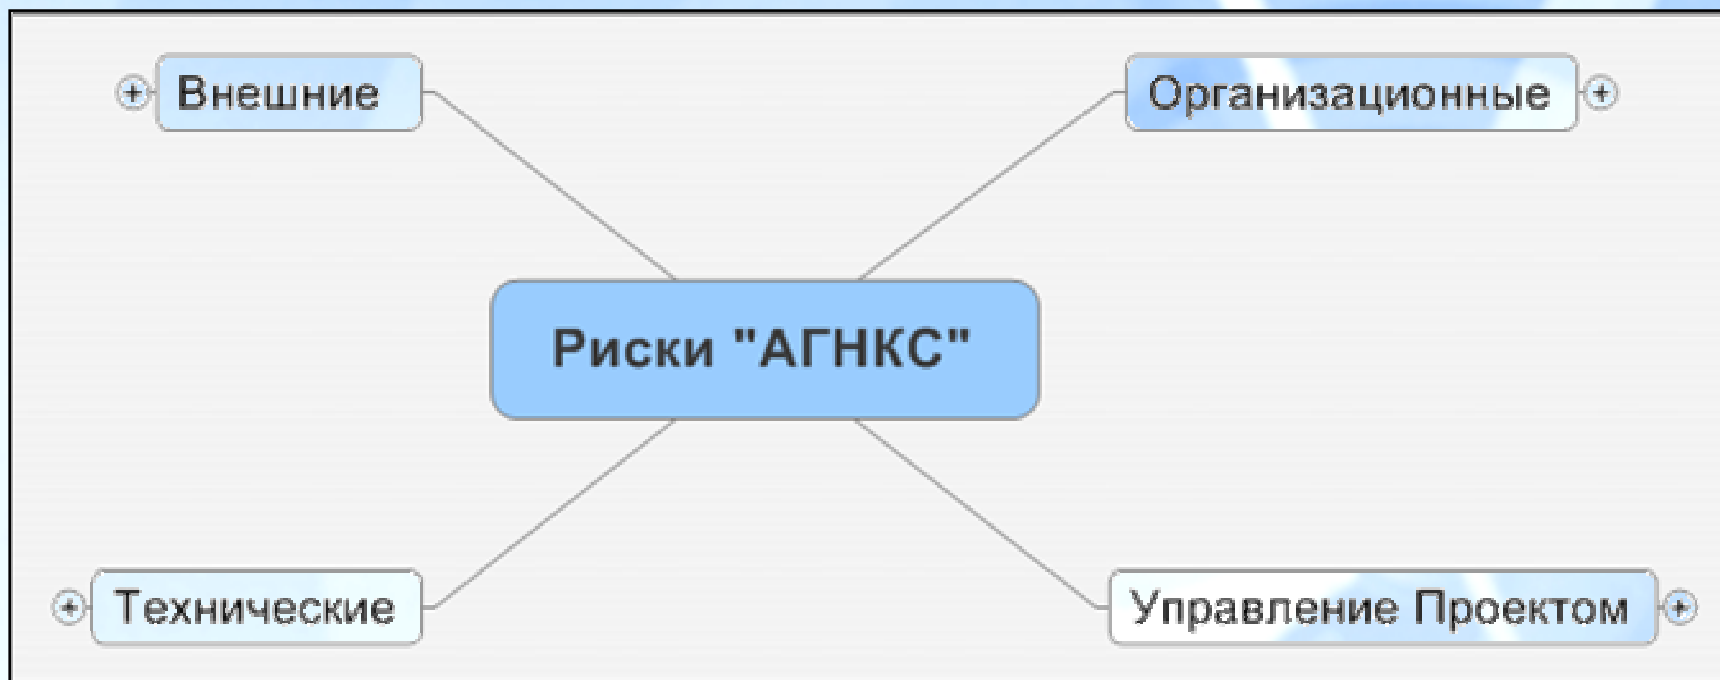 Внешние
Организационные
Риски "АГНКС"
Технические
Управление Проектом